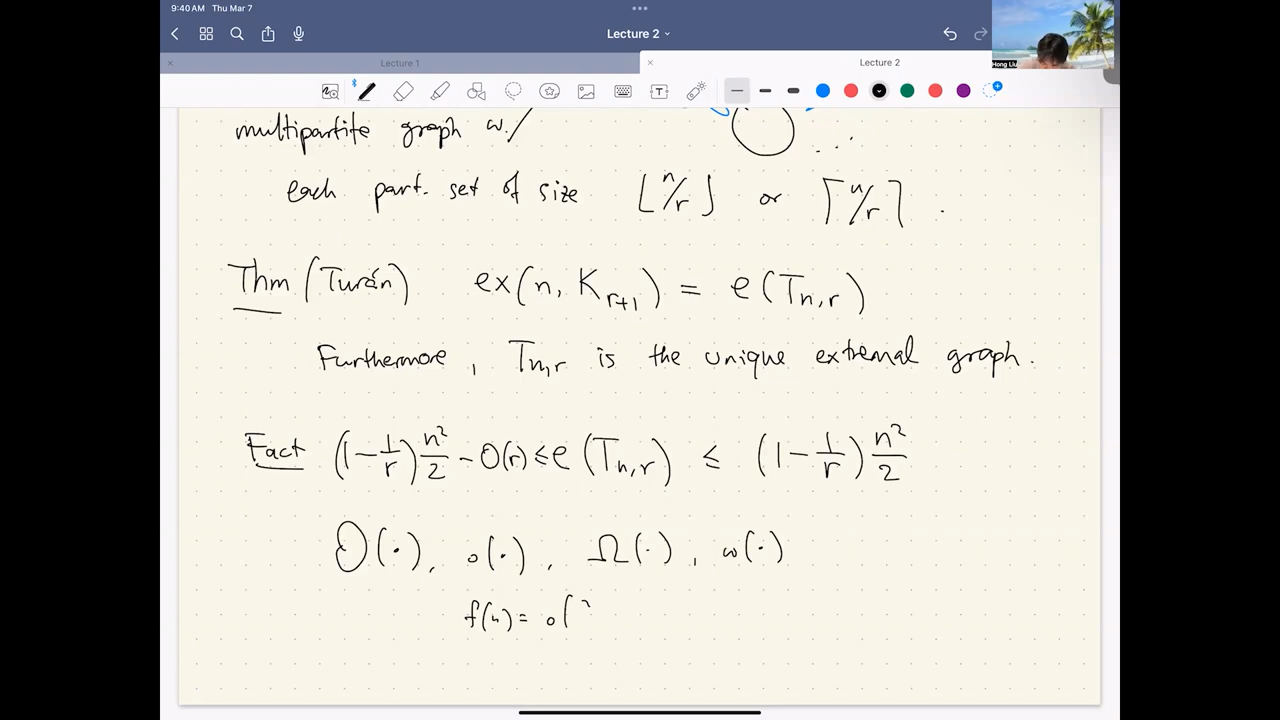 9:40 AM Thu Mar 7
Lecture 2
Hong Liu
Lecture 1
Lecture 2
multipartite graph w./
each part. set of size ⌊n/r⌋ or ⌈n/r⌉ .
Thm (Turán) ex(n, K_{r+1}) = e(T_{n,r})
Furthermore, T_{n,r} is the unique extremal graph.
Fact (1-1/r) n²/2 - O(r) ≤ e(T_{n,r}) ≤ (1-1/r) n²/2
O(·), o(·), Ω(·), ω(·)
f(n) = o(